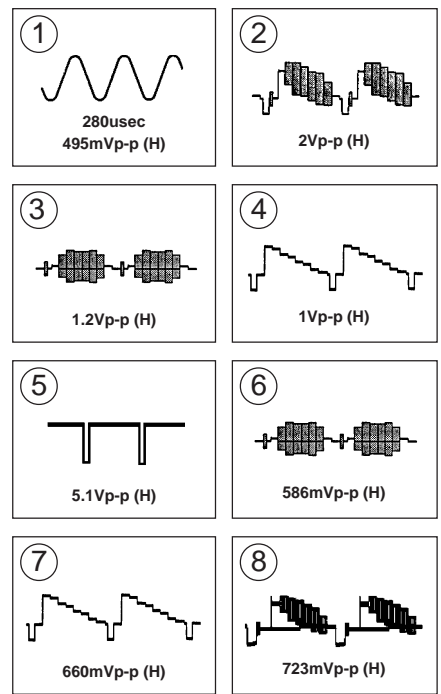 1
280usec
495mVp-p (H)
2
2Vp-p (H)
3
1.2Vp-p (H)
4
1Vp-p (H)
5
5.1Vp-p (H)
6
586mVp-p (H)
7
660mVp-p (H)
8
723mVp-p (H)